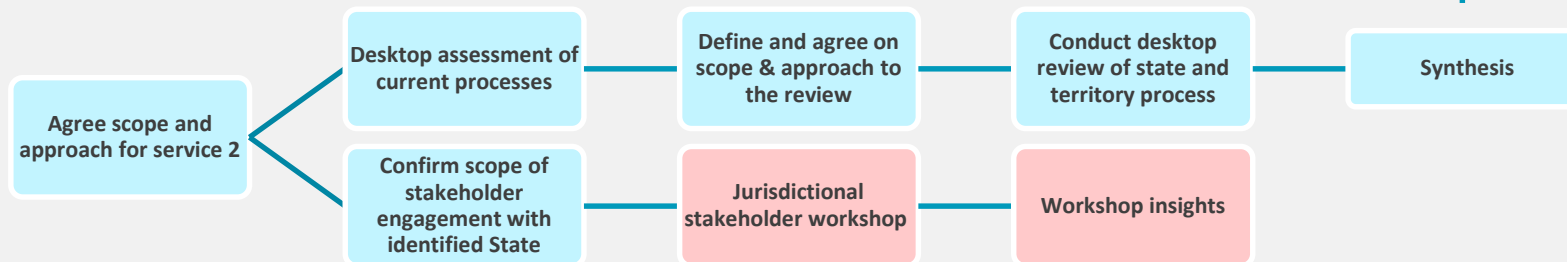 Agree scope and
approach for service 2
Desktop assessment of
current processes
Define and agree on
scope & approach to
the review
Conduct desktop
review of state and
territory process
Synthesis
Confirm scope of
stakeholder
engagement with
identified State
Jurisdictional
stakeholder workshop
Workshop insights